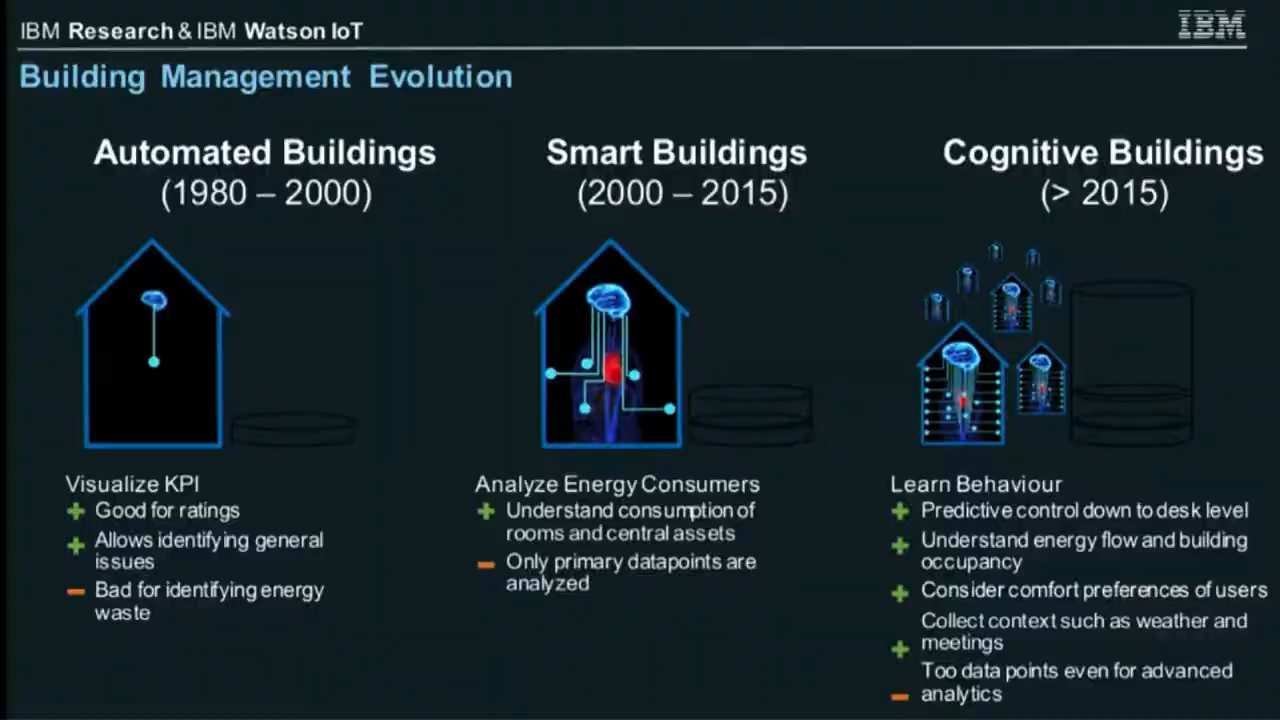 IBM Research & IBM Watson IoT
IBM
Building Management Evolution
Automated Buildings
(1980 – 2000)
Visualize KPI
Good for ratings
Allows identifying general
issues
Bad for identifying energy
waste
Smart Buildings
(2000 – 2015)
Analyze Energy Consumers
Understand consumption of
rooms and central assets
Only primary datapoints are
analyzed
Cognitive Buildings
(> 2015)
Learn Behaviour
Predictive control down to desk level
Understand energy flow and building
occupancy
Consider comfort preferences of users
Collect context such as weather and
meetings
Too data points even for advanced
analytics